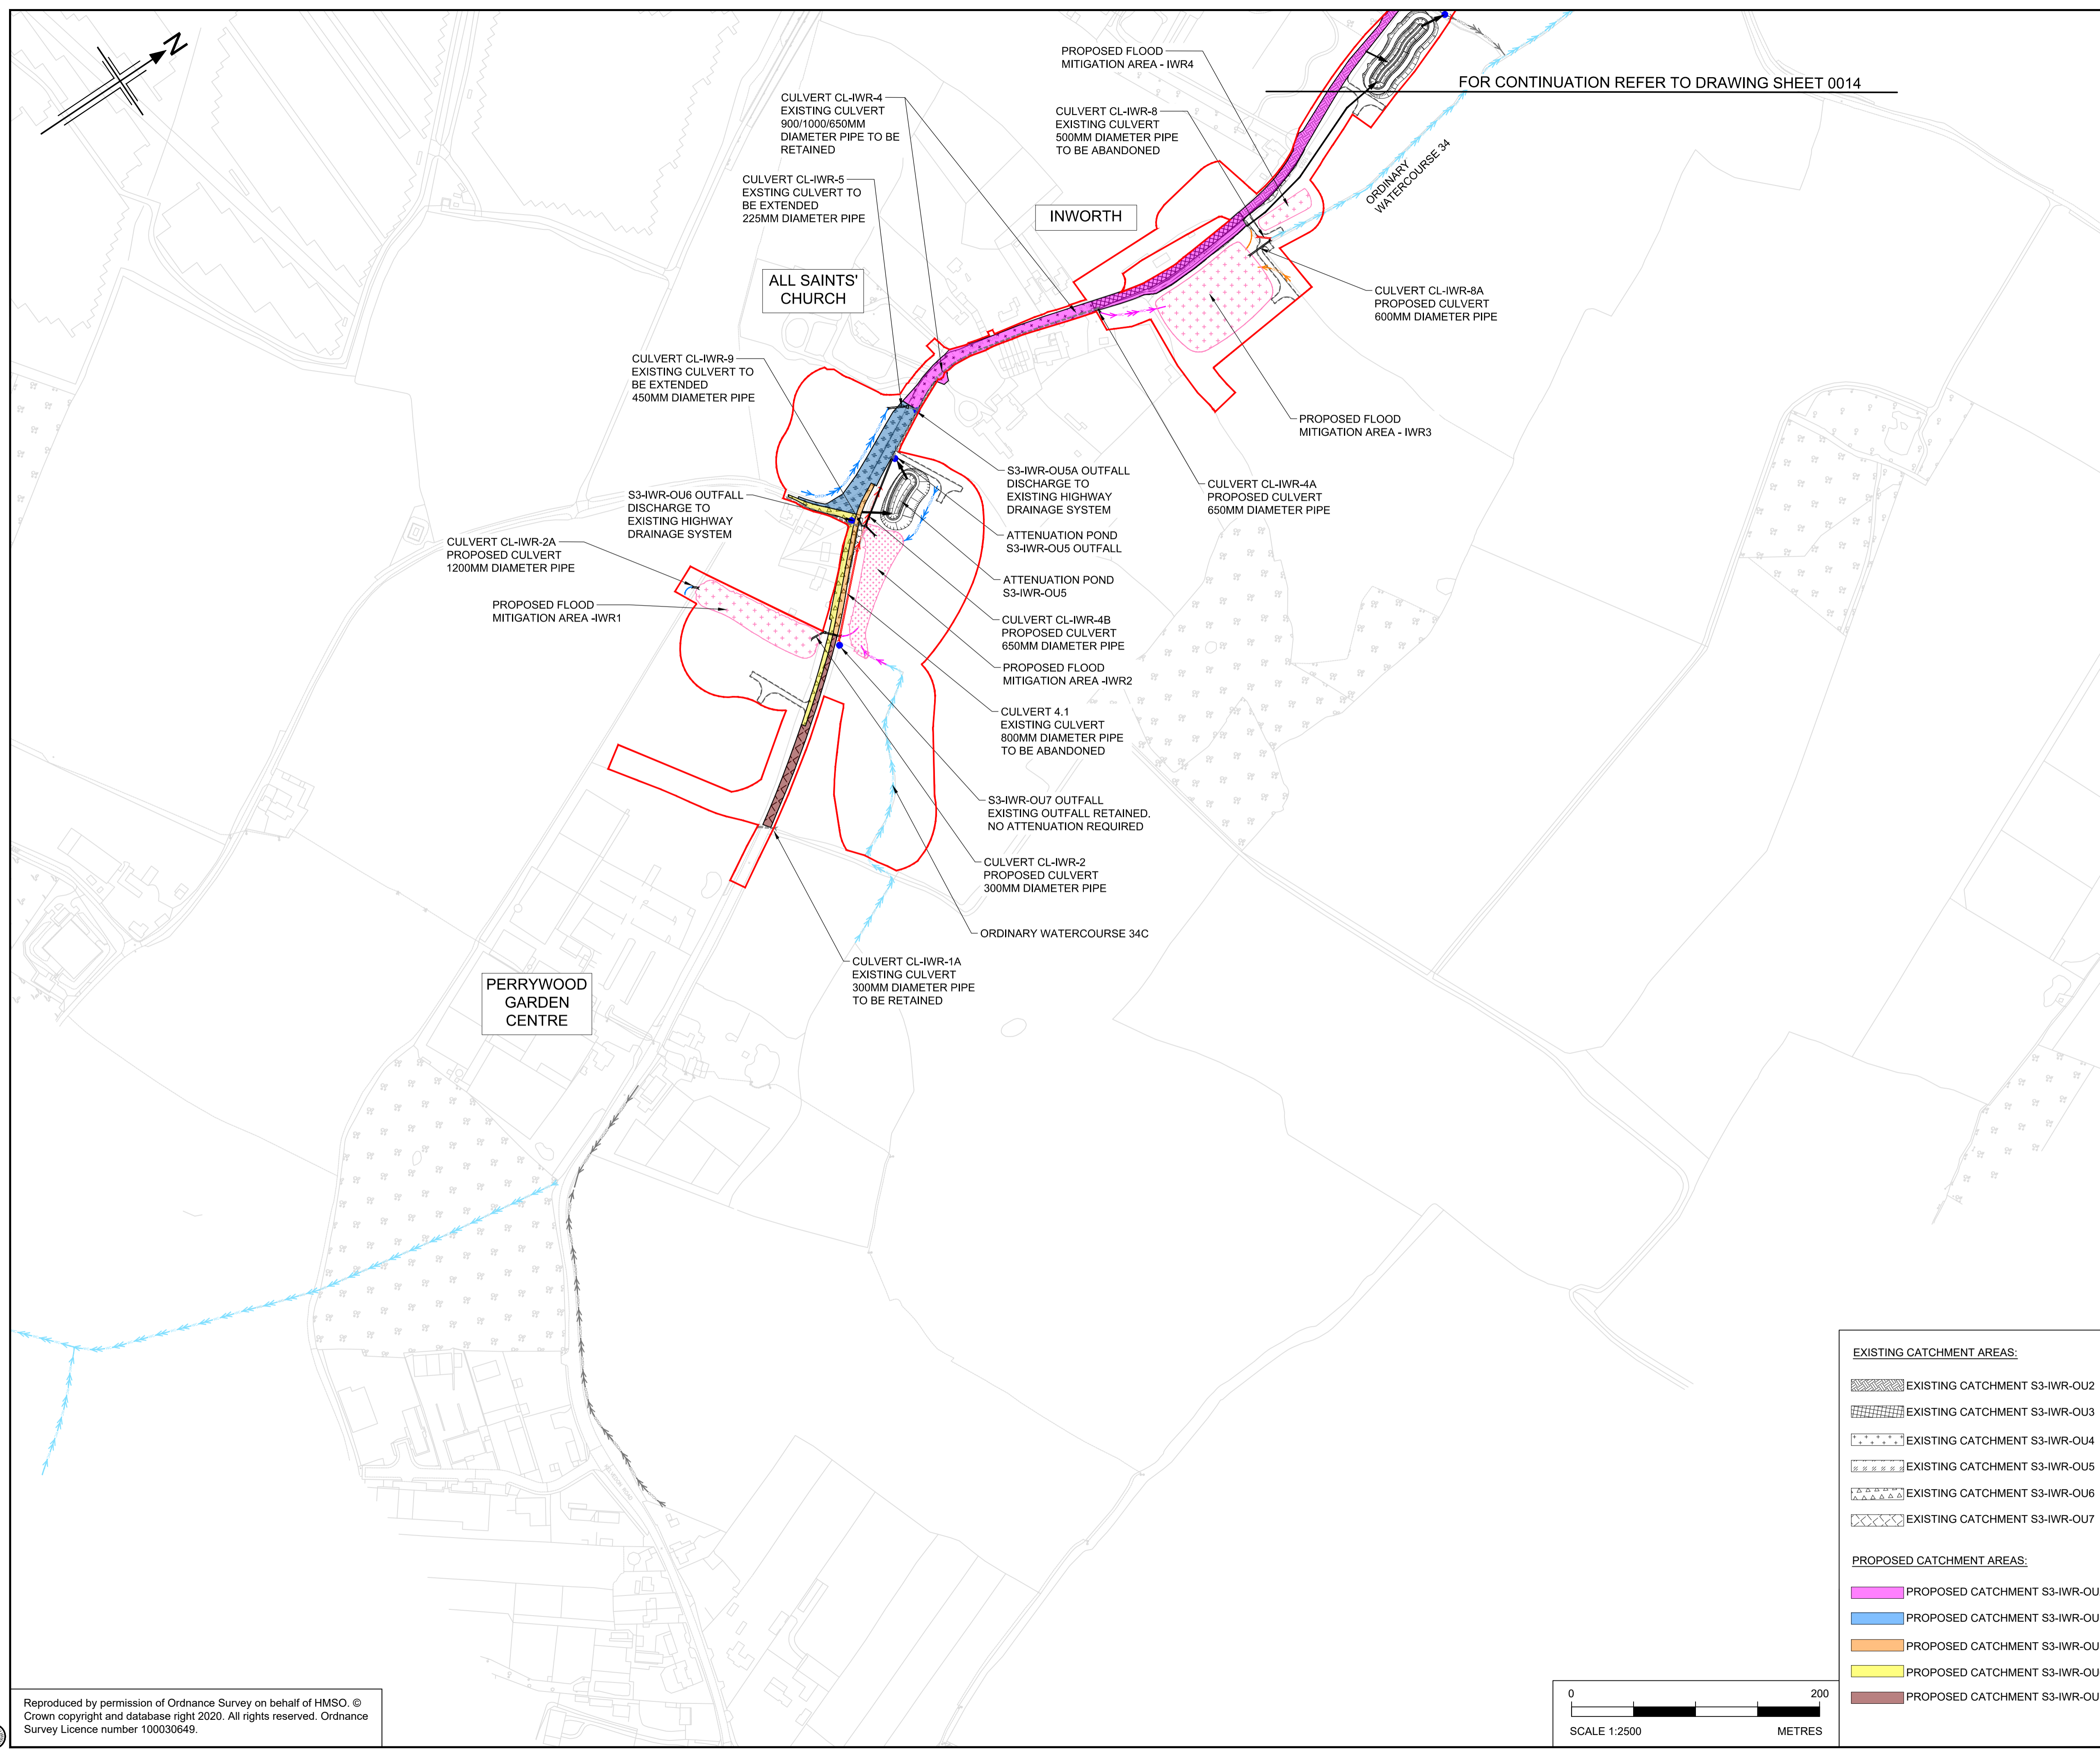 N
PROPOSED FLOOD
MITIGATION AREA - IWR4
FOR CONTINUATION REFER TO DRAWING SHEET 0014
CULVERT CL-IWR-4
EXISTING CULVERT
900/1000/650MM
DIAMETER PIPE TO BE
RETAINED
CULVERT CL-IWR-8
EXISTING CULVERT
500MM DIAMETER PIPE
TO BE ABANDONED
ORDINARY
WATERCOURSE 34
CULVERT CL-IWR-5
EXSTING CULVERT TO
BE EXTENDED
225MM DIAMETER PIPE
INWORTH
ALL SAINTS'
CHURCH
CULVERT CL-IWR-8A
PROPOSED CULVERT
600MM DIAMETER PIPE
CULVERT CL-IWR-9
EXISTING CULVERT TO
BE EXTENDED
450MM DIAMETER PIPE
PROPOSED FLOOD
MITIGATION AREA - IWR3
S3-IWR-OU5A OUTFALL
DISCHARGE TO
EXISTING HIGHWAY
DRAINAGE SYSTEM
CULVERT CL-IWR-4A
PROPOSED CULVERT
650MM DIAMETER PIPE
S3-IWR-OU6 OUTFALL
DISCHARGE TO
EXISTING HIGHWAY
DRAINAGE SYSTEM
ATTENUATION POND
S3-IWR-OU5 OUTFALL
CULVERT CL-IWR-2A
PROPOSED CULVERT
1200MM DIAMETER PIPE
ATTENUATION POND
S3-IWR-OU5
PROPOSED FLOOD
MITIGATION AREA -IWR1
CULVERT CL-IWR-4B
PROPOSED CULVERT
650MM DIAMETER PIPE
PROPOSED FLOOD
MITIGATION AREA -IWR2
CULVERT 4.1
EXISTING CULVERT
800MM DIAMETER PIPE
TO BE ABANDONED
S3-IWR-OU7 OUTFALL
EXISTING OUTFALL RETAINED.
NO ATTENUATION REQUIRED
CULVERT CL-IWR-2
PROPOSED CULVERT
300MM DIAMETER PIPE
ORDINARY WATERCOURSE 34C
CULVERT CL-IWR-1A
EXISTING CULVERT
300MM DIAMETER PIPE
TO BE RETAINED
PERRYWOOD
GARDEN
CENTRE
EXISTING CATCHMENT AREAS:
EXISTING CATCHMENT S3-IWR-OU2
EXISTING CATCHMENT S3-IWR-OU3
EXISTING CATCHMENT S3-IWR-OU4
EXISTING CATCHMENT S3-IWR-OU5
EXISTING CATCHMENT S3-IWR-OU6
EXISTING CATCHMENT S3-IWR-OU7
PROPOSED CATCHMENT AREAS:
PROPOSED CATCHMENT S3-IWR-OU
PROPOSED CATCHMENT S3-IWR-OU
PROPOSED CATCHMENT S3-IWR-OU
PROPOSED CATCHMENT S3-IWR-OU
PROPOSED CATCHMENT S3-IWR-OU
0 200
SCALE 1:2500 METRES
Reproduced by permission of Ordnance Survey on behalf of HMSO. ©
Crown copyright and database right 2020. All rights reserved. Ordnance
Survey Licence number 100030649.